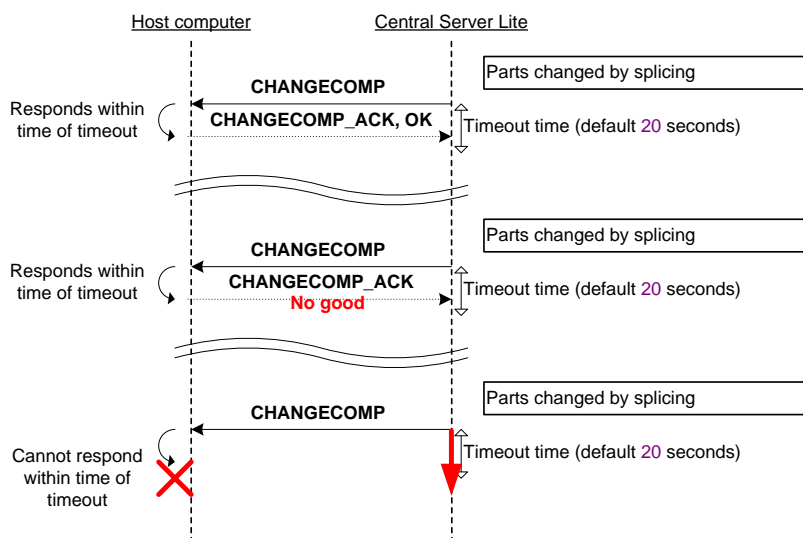 Host computer
Central Server Lite
Parts changed by splicing
CHANGECOMP
Responds within
time of timeout
CHANGECOMP_ACK, OK
Timeout time (default 20 seconds)
Parts changed by splicing
CHANGECOMP
Responds within
time of timeout
CHANGECOMP_ACK
No good
Timeout time (default 20 seconds)
Parts changed by splicing
CHANGECOMP
Cannot respond
within time of
timeout
Timeout time (default 20 seconds)